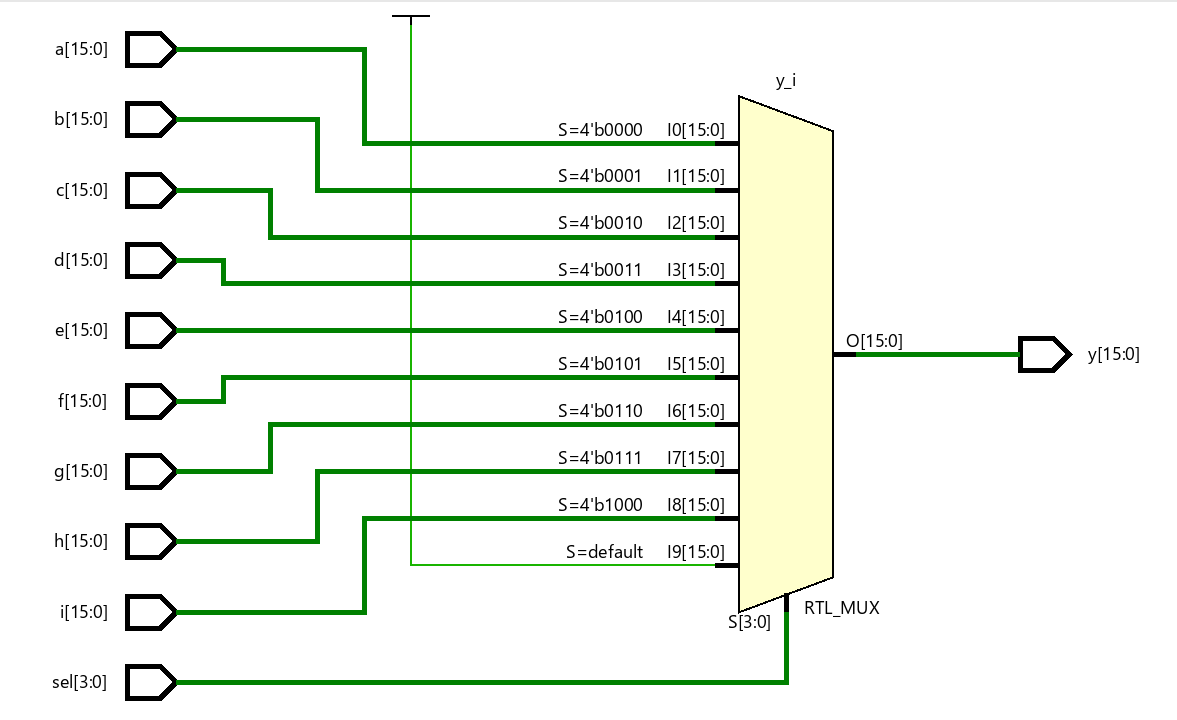 a[15:0]
y_i
b[15:0]
S=4'b0000 I0[15:0]
S=4'b0001 I1[15:0]
c[15:0]
S=4'b0010 I2[15:0]
d[15:0]
S=4'b0011 I3[15:0]
S=4'b0100 I4[15:0]
e[15:0]
O[15:0]
y[15:0]
S=4'b0101 I5[15:0]
f[15:0]
S=4'b0110 I6[15:0]
S=4'b0111 I7[15:0]
g[15:0]
S=4'b1000 I8[15:0]
h[15:0]
S=default I9[15:0]
i[15:0]
RTL_MUX
S[3:0]
sel[3:0]